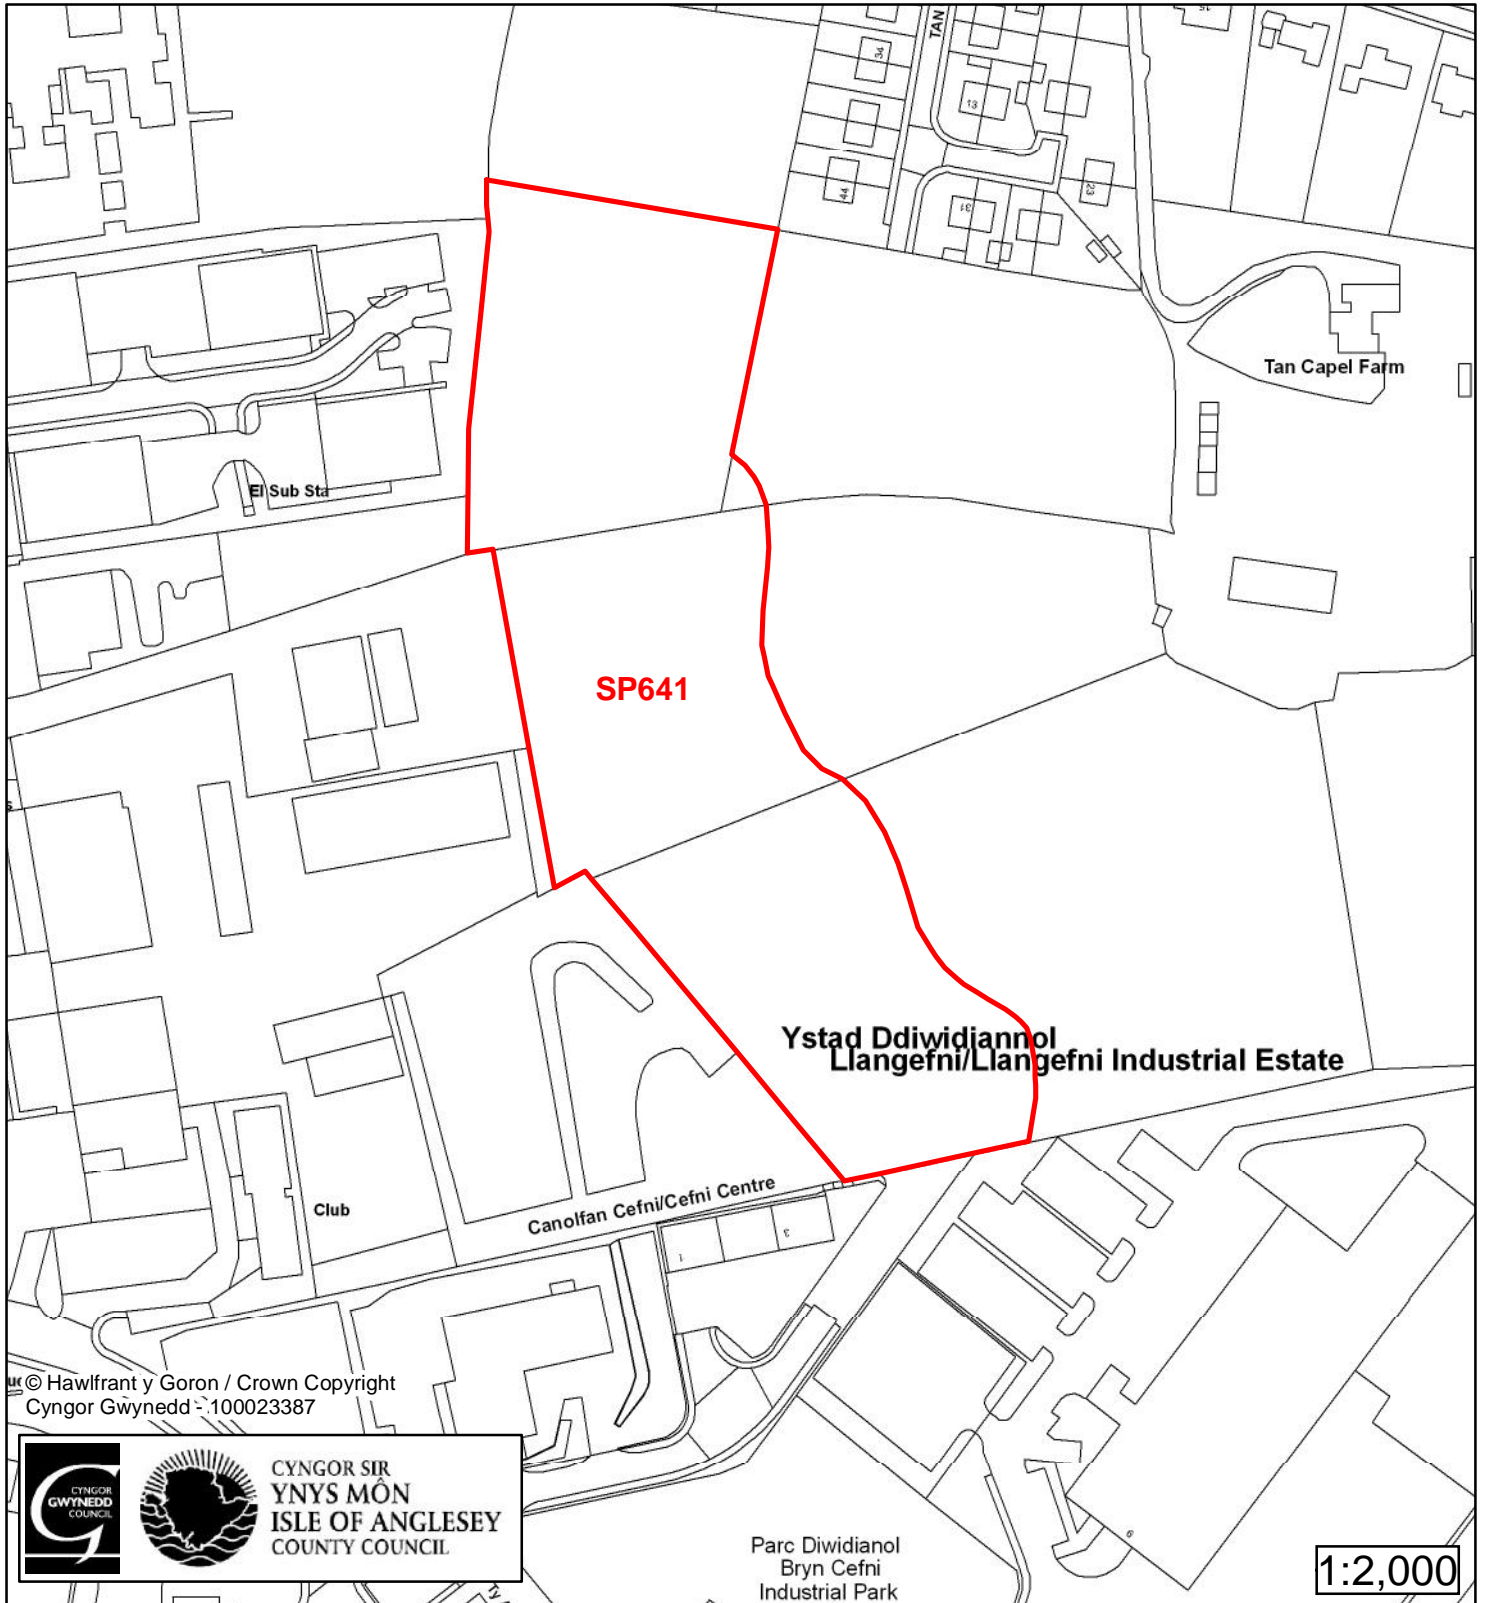 TAN
34
13
44
31
23
15
Tan Capel Farm
El Sub Sta
SP641
Ystad Ddiwidiannol
Llangefni/Llangefni Industrial Estate
Canolfan Cefni/Cefni Centre
Club
1
3
© Hawlfrant y Goron / Crown Copyright
Cyngor Gwynedd - 100023387
CYNGOR
GWYNEDD
COUNCIL
CYNGOR SIR
YNYS MÔN
ISLE OF ANGLESEY
COUNTY COUNCIL
Parc Diwidianol
Bryn Cefni
Industrial Park
1:2,000